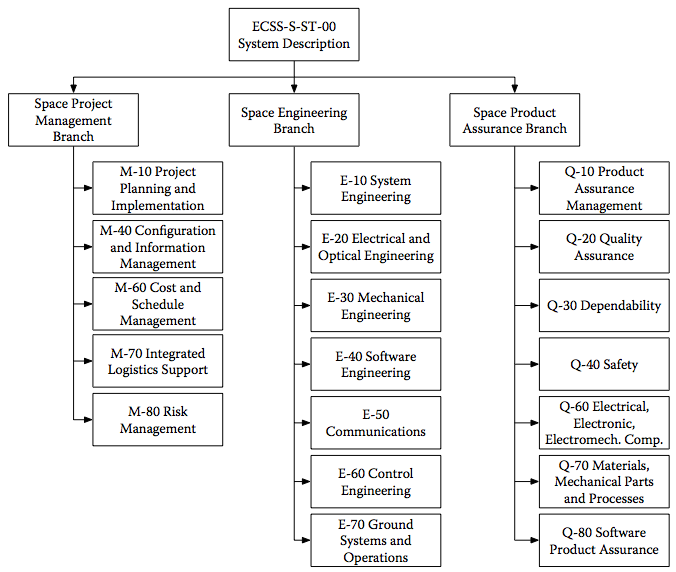 ECSS-S-ST-00
System Description
Space Project
Management
Branch
M-10 Project
Planning and
Implementation
M-40 Configuration
and Information
Management
M-60 Cost and
Schedule
Management
M-70 Integrated
Logistics Support
M-80 Risk
Management
Space Engineering
Branch
E-10 System
Engineering
E-20 Electrical and
Optical Engineering
E-30 Mechanical
Engineering
E-40 Software
Engineering
E-50
Communications
E-60 Control
Engineering
E-70 Ground
Systems and
Operations
Space Product
Assurance Branch
Q-10 Product
Assurance
Management
Q-20 Quality
Assurance
Q-30 Dependability
Q-40 Safety
Q-60 Electrical,
Electronic,
Electromech. Comp.
Q-70 Materials,
Mechanical Parts
and Processes
Q-80 Software
Product Assurance